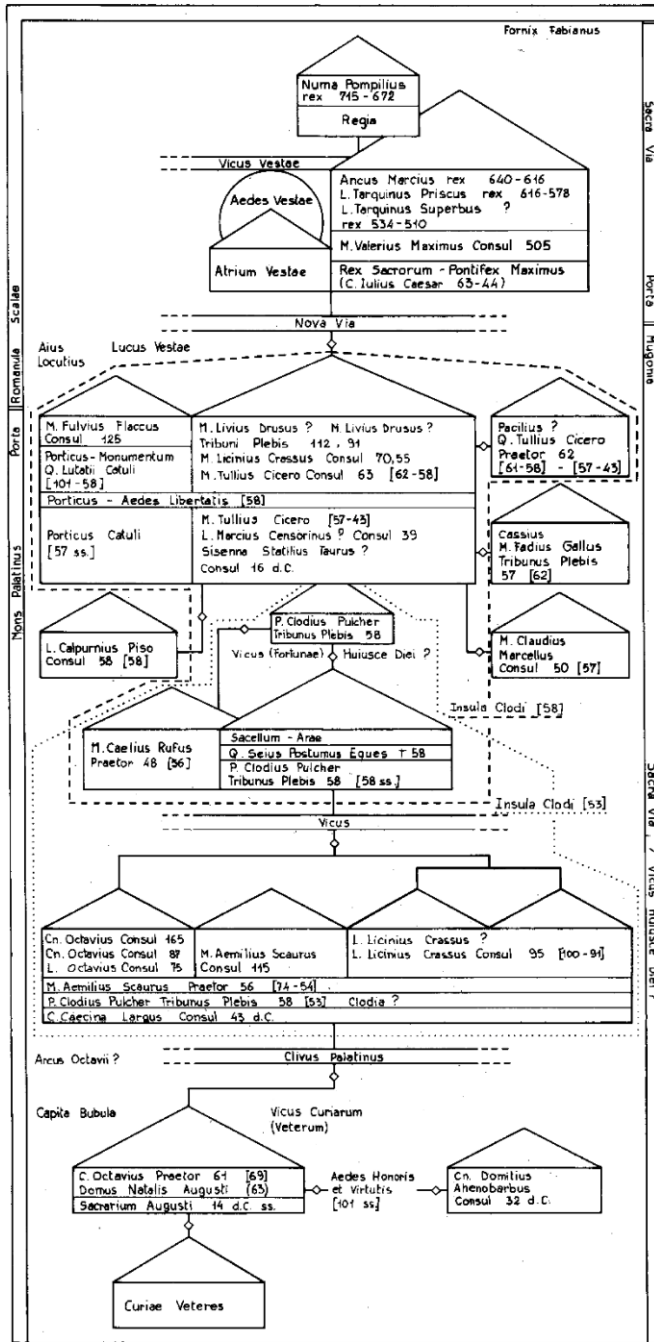 Fornix Fabianus
Numa Pompilius
rex 715-672
Regia
Sacra Via
Vicus Vestae
Aedes Vestae
Atrium Vestae
Ancus Marcius rex 640-616
L. Tarquinus Priscus rex 616-578
L. Tarquinus Superbus ?
rex 534-510
M. Valerius Maximus Consul 505
Rex Sacrorum - Pontifex Maximus
(C. Iulius Caesar 63-44)
Porta Mugonia
Nova Via
Scalae
Porta Romanula
Mons Palatinus
Aius
Locutius
Lucus Vestae
M. Fulvius Flaccus
Consul 125
Porticus - Monumentum
Q. Lutatii Catuli
[101-58]
M. Livius Drusus ? M. Livius Drusus ?
Tribuni Plebis 112, 91
M. Licinius Crassus Consul 70,55
M. Tullius Cicero Consul 63 [62-58]
Pacilius ?
Q. Tullius Cicero
Praetor 62
[61-58] - [57-43]
Porticus - Aedes Libertatis [58]
Porticus Catuli
[57 ss.]
M. Tullius Cicero [57-43]
L. Marcius Censorinus ? Consul 39
Sisenna Statilius Taurus ?
Consul 16 d.C.
Cassius
M. Fadius Gallus
Tribunus Plebis
57 [62]
L. Calpurnius Piso
Consul 58 [58]
P. Clodius Pulcher
Tribunus Plebis 58
M. Claudius
Marcellus
Consul 50 [57]
Vicus (Fortunae) Huiusce Diei ?
Insula Clodi [58]
M. Caelius Rufus
Praetor 48 [56]
Sacellum - Arae
Q. Seius Postumus Eques † 58
P. Clodius Pulcher
Tribunus Plebis 58 [58 ss.]
Insula Clodi [53]
Sacra Via / Vicus Huiusce Diei ?
Vicus
Cn. Octavius Consul 165
Cn. Octavius Consul 87
L. Octavius Consul 75
M. Aemilius Scaurus
Consul 115
L. Licinius Crassus ?
L. Licinius Crassus Consul 95 [100-91]
M. Aemilius Scaurus Praetor 56 [74-54]
P. Clodius Pulcher Tribunus Plebis 58 [53] Clodia ?
C. Caecina Largus Consul 43 d.C.
Arcus Octavii ?
Clivus Palatinus
Capita Bubula
Vicus Curiarum
(Veterum)
C. Octavius Praetor 61 [69]
Domus Natalis Augusti (63)
Sacrarium Augusti 14 d.C. ss.
Aedes Honoris
et Virtutis
[101 ss]
Cn. Domitius
Ahenobarbus
Consul 32 d.C.
Curiae Veteres